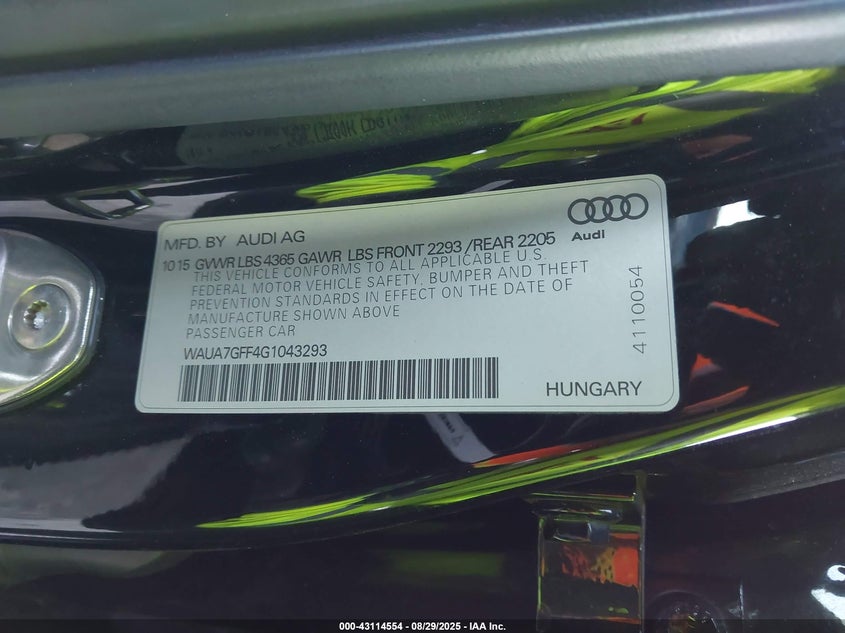 MFD. BY AUDI AG
Audi
10 15 GVWR LBS 4365 GAWR LBS FRONT 2293 /REAR 2205
THIS VEHICLE CONFORMS TO ALL APPLICABLE U.S.
FEDERAL MOTOR VEHICLE SAFETY, BUMPER AND THEFT
PREVENTION STANDARDS IN EFFECT ON THE DATE OF
MANUFACTURE SHOWN ABOVE
PASSENGER CAR
WAUA7GFF4G1043293
HUNGARY
4110054
000-43114554 - 08/29/2025 - IAA Inc.